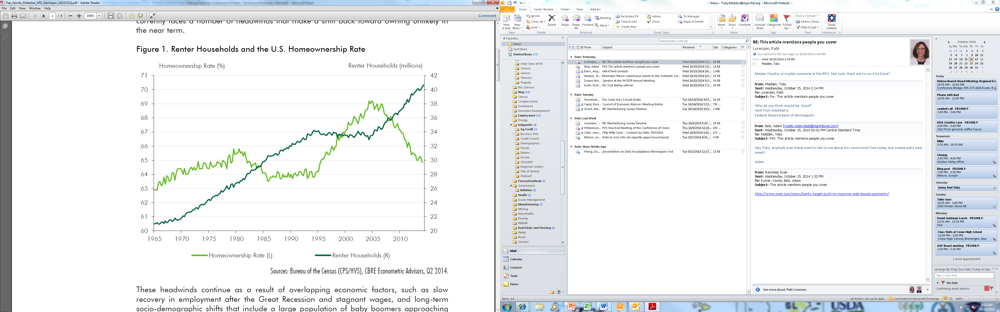 The_Upside_Potential_ARE_Nechayev_141013[1].pdf - Adobe Reader
File Edit View Window Help
1 / 4 198% Comment
currently faces a number of headwinds that make a shift back toward owning unlikely in
the near term.
Figure 1. Renter Households and the U.S. Homeownership Rate
Homeownership Rate (%) Renter Households (millions)
71 42
70 40
69 38
68 36
67 34
66 32
65 30
64 28
63 26
62 24
61 22
60 20
1965 1970 1975 1980 1985 1990 1995 2000 2005 2010
Homeownership Rate (L) Renter Households (R)
Sources: Bureau of the Census (CPS/HVS), CBRE Econometric Advisors, Q2 2014.
These headwinds continue as a result of overlapping economic factors, such as slow
recovery in employment after the Great Recession and stagnant wages, and long-term
socio-demographic shifts that include a large population of baby boomers approaching
Inbox - Toby.Madden@mpls.frb.org - Microsoft Outlook
File Home Send / Receive Folder View Add-Ins
New E-mail
New Items
New
Ignore
Clean Up
Junk
Delete
Delete
Reply
Reply All
Forward
Meeting
More
Respond
Restricted FR
Team E-mail
Create New
Admin
Done
To Manager
Reply & Delete
Quick Steps
Move
Rules
OneNote
Move
Unread/ Read
Categorize
Follow Up
Tags
Find a Contact
Address Book
Filter E-mail
Find
Show Sidebar
harmon.ie
Favorites
Inbox
Sent Items
Deleted Items (37)
retail Sales 04 09
Schools
services
Stimulus
Tragedy
Bio Sciences
Blog (14)
Census
Congressional
Ecommerce
Economic Development
Employment (15)
Energy
fedgazette (4)
Ag Credit (2)
Business Poll
Credit Crunch
Demographics
Floods
Interns
leisure
Oil patch
Regional Centers
Talk of district
Walmart
Forecast/outlook (6)
Government
Inflation (1)
Health (1)
Issues Management
Manufacturing (3)
Mining
Non-Profits
Poverty
RADAR
Real Estate and Housing (6)
Retail
Rural
Services
Mail
Calendar
Contacts
Tasks
Notes
Items: 14
Search Inbox (Ctrl+E)
From Subject Received Size Categories
Date: Yesterday
Lorenzen, ... RE: This article mentions people you cover Wed 10/15/2014 2:3... 14 KB
Belz, Adam FW: This article mentions people you cover Wed 10/15/2014 2:0... 14 KB
Eilers, Ang... latest field contacts Wed 10/15/2014 10:... 1 MB
Hauber, St... Reminder: Please submit your events to the Outreach Cal... Wed 10/15/2014 9:5... 15 KB
Duane Nor... Speaker at the WCEDP Annual Meeting Wed 10/15/2014 9:3... 26 KB
Kurtis Fech... Re: Scot Malloy referral Wed 10/15/2014 7:3... 18 KB
Date: Tuesday
Grunewal... Fw: Some links I could locate Tue 10/14/2014 4:03... 18 KB
Capiz, Roxi... Council of Economic Advisors Meeting Notice Tue 10/14/2014 3:13... 758 ...
Olson, Ma... RE: Manfacturing Survey Timeline Tue 10/14/2014 10:5... 2 MB
Date: Last Week
Lorenzen, ... RE: Manfacturing Survey Timeline Thu 10/9/2014 5:05 ... 18 KB
Willardson... FW: Year-End Meeting of the Conference of Chairs Thu 10/9/2014 11:18... 105 ...
Clark, Jenn... Fifty Nifty Cards - Contacts by State -FRSONLY- Wed 10/8/2014 9:42... 175 ...
Mahon, Jo... Note to look into rail capacity upper bound [eom] Tue 10/7/2014 4:36 ... 9 KB
Date: Three Weeks Ago
Wong, Do... presentation on Data Visualization/ Minneapolis Fed Tue 9/23/2014 12:17... 13 KB
RE: This article mentions people you cover
Lorenzen, Patti
You replied to this message on 10/15/2014 2:44 PM.
Sent: Wed 10/15/2014 2:34 PM
To: Madden, Toby
Maybe Claudia, or maybe someone at the RPO. Not sure. Want me to run it by Dave?
From: Madden, Toby
Sent: Wednesday, October 15, 2014 2:14 PM
To: Lorenzen, Patti
Subject: Fw: This article mentions people you cover
Who do you think would be. Good?
Sent from blackberry
Federal Reserve Bank of Minneapolis
From: Belz, Adam [mailto:Adam.Belz@startribune.com]
Sent: Wednesday, October 15, 2014 02:01 PM Central Standard Time
To: Madden, Toby
Subject: FW: This article mentions people you cover
Hey Toby, anybody over there want to talk to me about this some time? Not today, but maybe early next
week?
Adam
From: Ramstad, Evan
Sent: Wednesday, October 15, 2014 1:32 PM
To: Kumar, Kavita; Belz, Adam
Subject: This article mentions people you cover
http://www.cnet.com/news/banks-target-push-to-improve-web-based-payments/
See more about: Patti Lorenzen.
October 2014
Su Mo Tu We Th Fr Sa
28 29 30 1 2 3 4
5 6 7 8 9 10 11
12 13 14 15 16 17 18
19 20 21 22 23 24 25
26 27 28 29 30 31 1
2 3 4 5 6 7 8
Today
Helena Branch Board Meeting: Regional Ecc
10:00 AM - 11:00 AM
Conference Bridge: 855-377-2663/Code: 4
Phone with kurt
11:00 AM - 12:00 PM
cambell call -FRSONLY-
2:00 PM - 3:00 PM
HOA Scheffer Lane -FRSONLY-
6:00 PM - 9:00 PM
7pm Fresh grounds coffee house
Tomorrow
Mike
9:30 AM - 10:30 AM
Closing
3:00 PM - 4:00 PM
Golden Valley office
Blog post -FRSONLY-
3:00 PM - 3:30 PM
Mahon, Joseph
Saturday
Jenny And Toby
Sunday
Taiko class
10:00 AM - 1:00 PM
2859 Winter Street NE
Monday
David Goldman Lunch -FRSONLY-
11:30 AM - 12:30 PM
Fed
Class Visits at Como High School
12:00 PM - 2:00 PM
Como High School; Brenengen, Amy
AOF Board meeting -FRSONLY-
2:30 PM - 5:30 PM
1 more appointment
Arrange By: Flag: Due Date Today on top
Type a new task
No Date
Confirming email address
All folders are up to date. Connected to Microsoft Exchange 100%
USDA
9:52 AM
10/16/2014